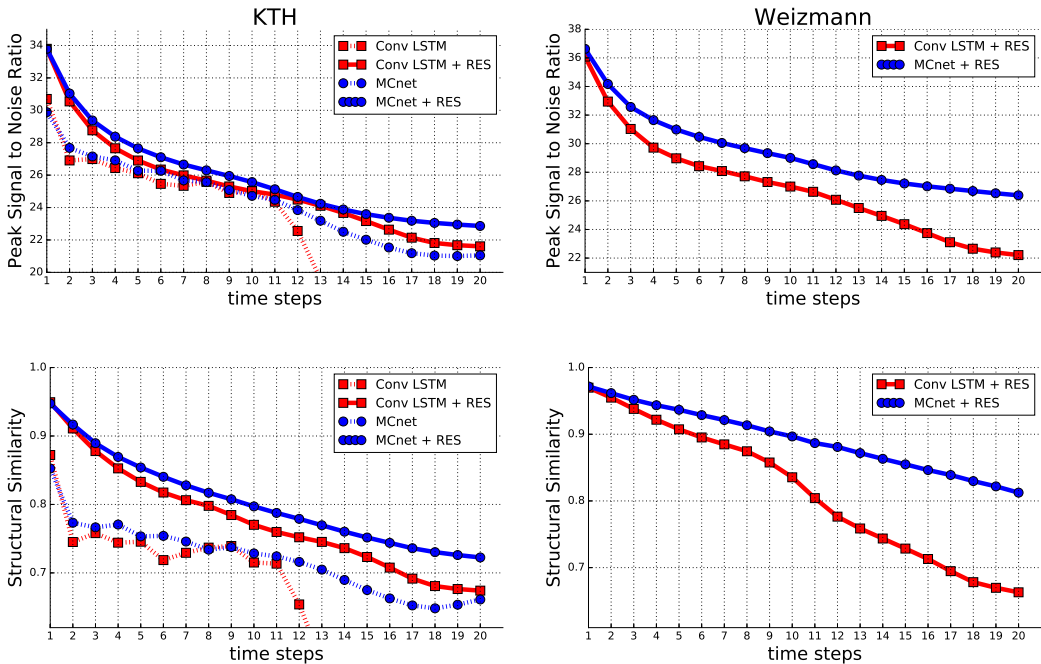 KTH
Peak Signal to Noise Ratio
34
32
30
28
26
24
22
20
1 2 3 4 5 6 7 8 9 10 11 12 13 14 15 16 17 18 19 20
time steps
Conv LSTM
Conv LSTM + RES
MCnet
MCnet + RES
Weizmann
Peak Signal to Noise Ratio
38
36
34
32
30
28
26
24
22
1 2 3 4 5 6 7 8 9 10 11 12 13 14 15 16 17 18 19 20
time steps
Conv LSTM + RES
MCnet + RES
Structural Similarity
1.0
0.9
0.8
0.7
1 2 3 4 5 6 7 8 9 10 11 12 13 14 15 16 17 18 19 20
time steps
Conv LSTM
Conv LSTM + RES
MCnet
MCnet + RES
Structural Similarity
1.0
0.9
0.8
0.7
1 2 3 4 5 6 7 8 9 10 11 12 13 14 15 16 17 18 19 20
time steps
Conv LSTM + RES
MCnet + RES